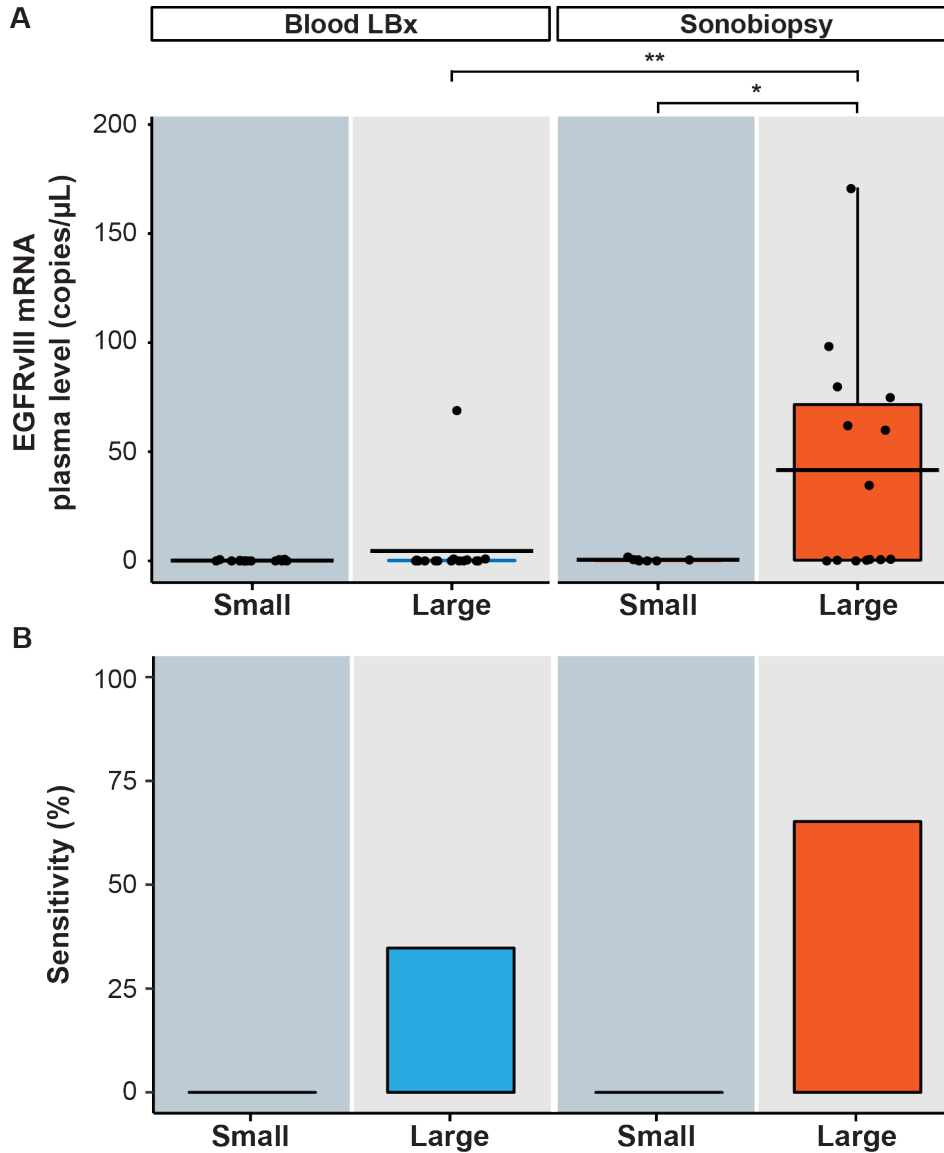 A
Blood LBx
Sonobiopsy
**
*
EGFRvIII mRNA
plasma level (copies/µL)
200
150
100
50
0
Small
Large
Small
Large
B
Sensitivity (%)
100
75
50
25
0
Small
Large
Small
Large